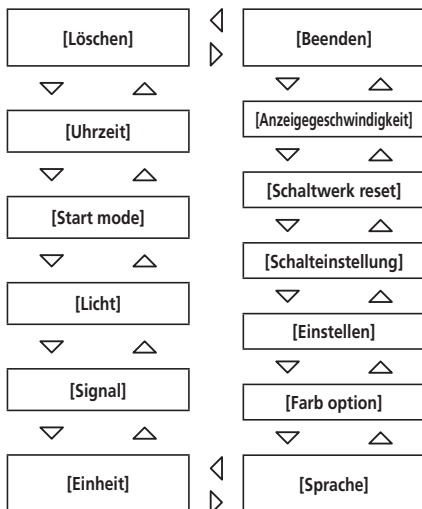 [Löschen]
[Uhrzeit]
[Start mode]
[Licht]
[Signal]
[Einheit]
[Beenden]
[Anzeigegeschwindigkeit]
[Schaltwerk reset]
[Schalteinstellung]
[Einstellen]
[Farb option]
[Sprache]